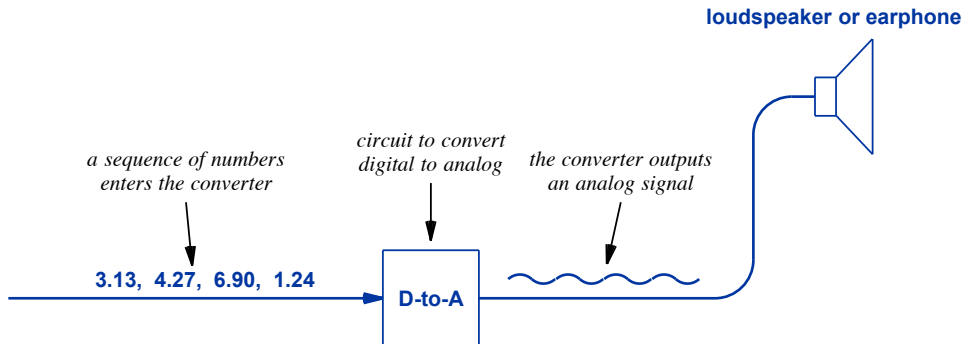 loudspeaker or earphone
circuit to convert
digital to analog
a sequence of numbers
enters the converter
the converter outputs
an analog signal
3.13, 4.27, 6.90, 1.24
D-to-A